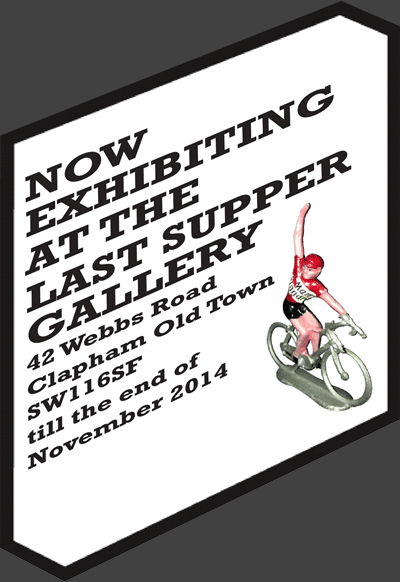 NOW
EXHIBITING
AT THE
LAST SUPPER
GALLERY
42 Webbs Road
Clapham Old Town
SW116SF
till the end of
November 2014